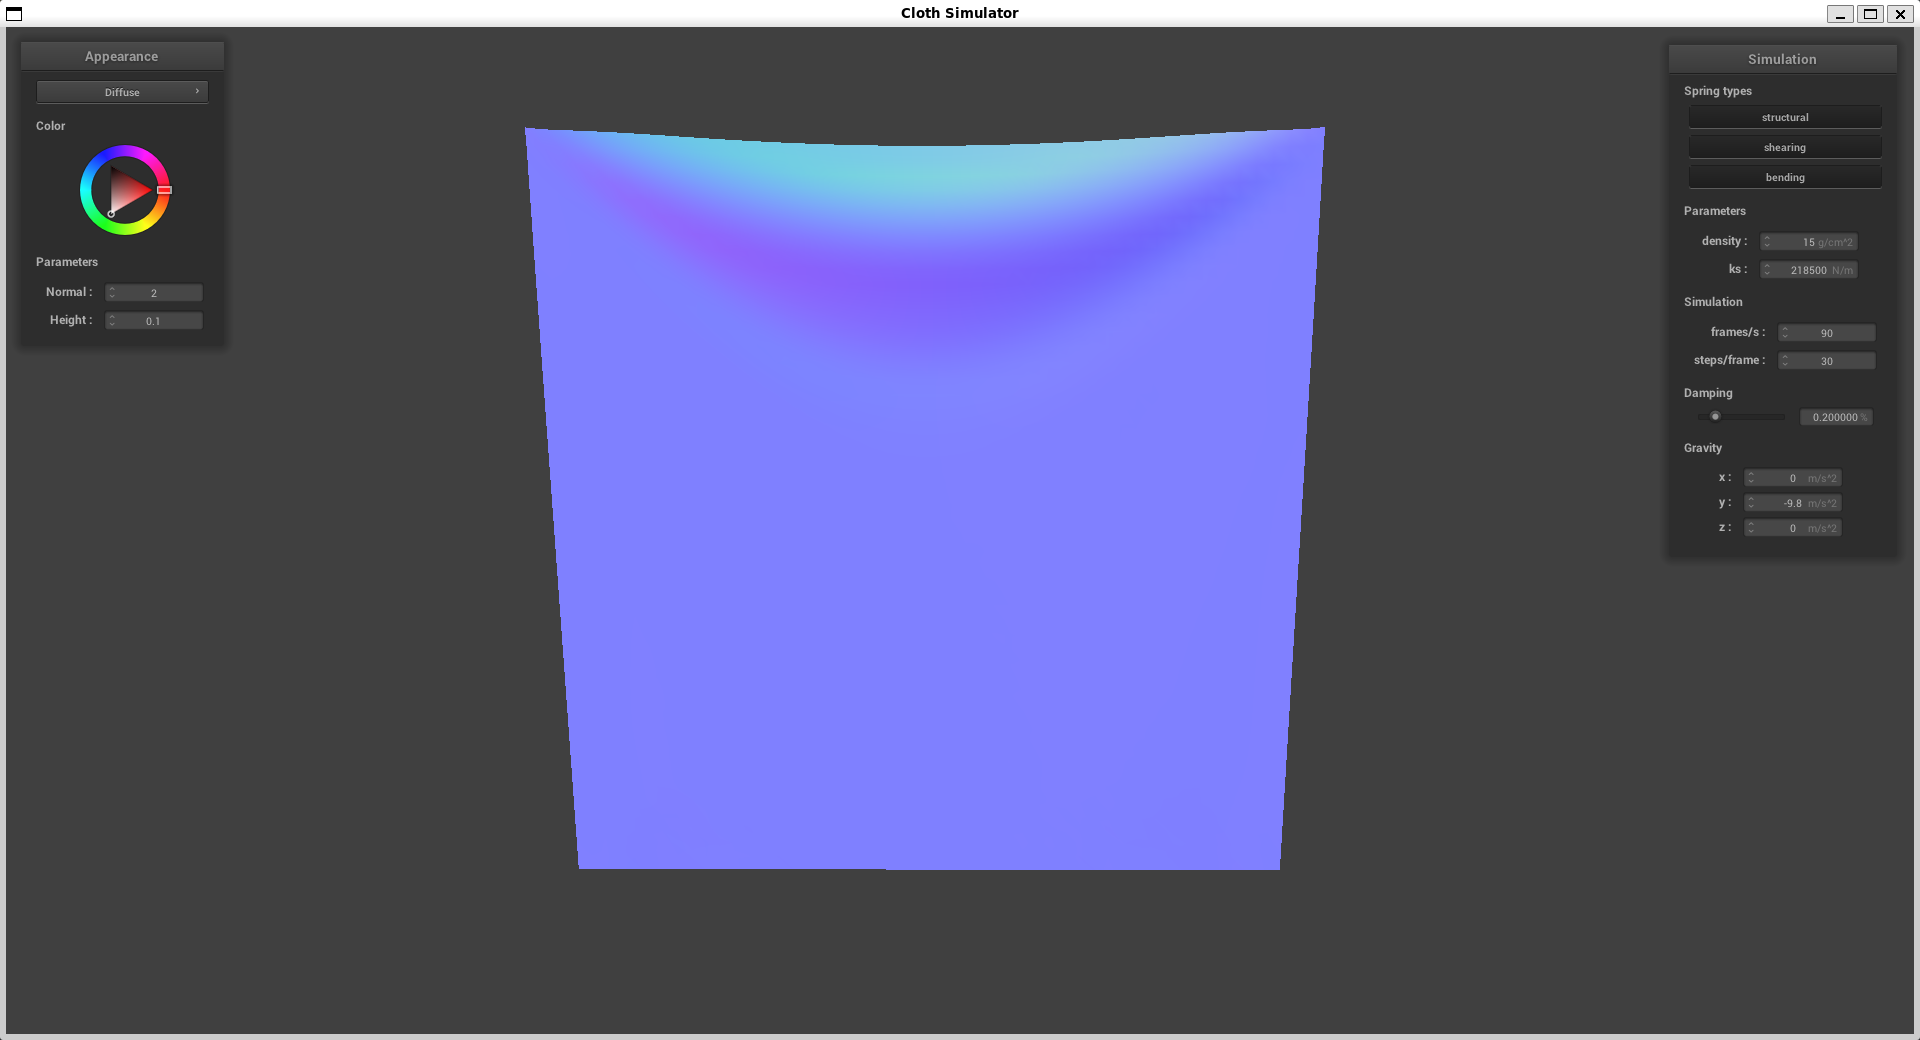 Cloth Simulator
Appearance
Diffuse
Color
Parameters
Normal : 2
Height : 0.1
Simulation
Spring types
structural
shearing
bending
Parameters
density : 15 g/cm^2
ks : 218500 N/m
Simulation
frames/s : 90
steps/frame : 30
Damping
0.200000 %
Gravity
x : 0 m/s^2
y : -9.8 m/s^2
z : 0 m/s^2